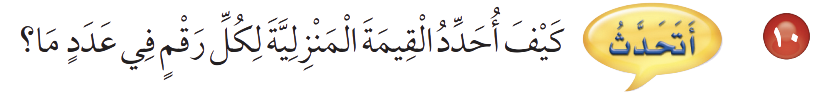 ١٠ أَتَحَدَّثُ كَيْفَ أُحَدِّدُ الْقِيمَةَ الْمَنْزِلِيَّةَ لِكُلِّ رَقْمٍ فِي عَدَدٍ مَا؟